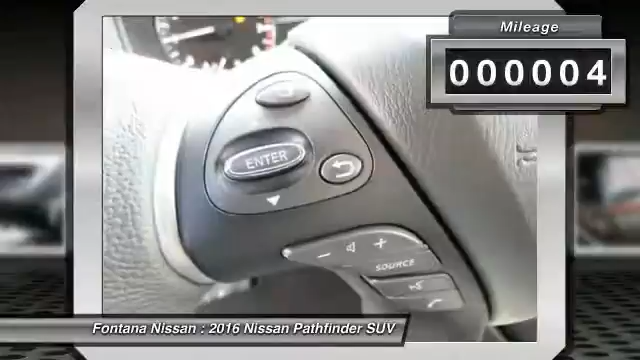 Mileage
000004
ENTER
SOURCE
Fontana Nissan : 2016 Nissan Pathfinder SUV